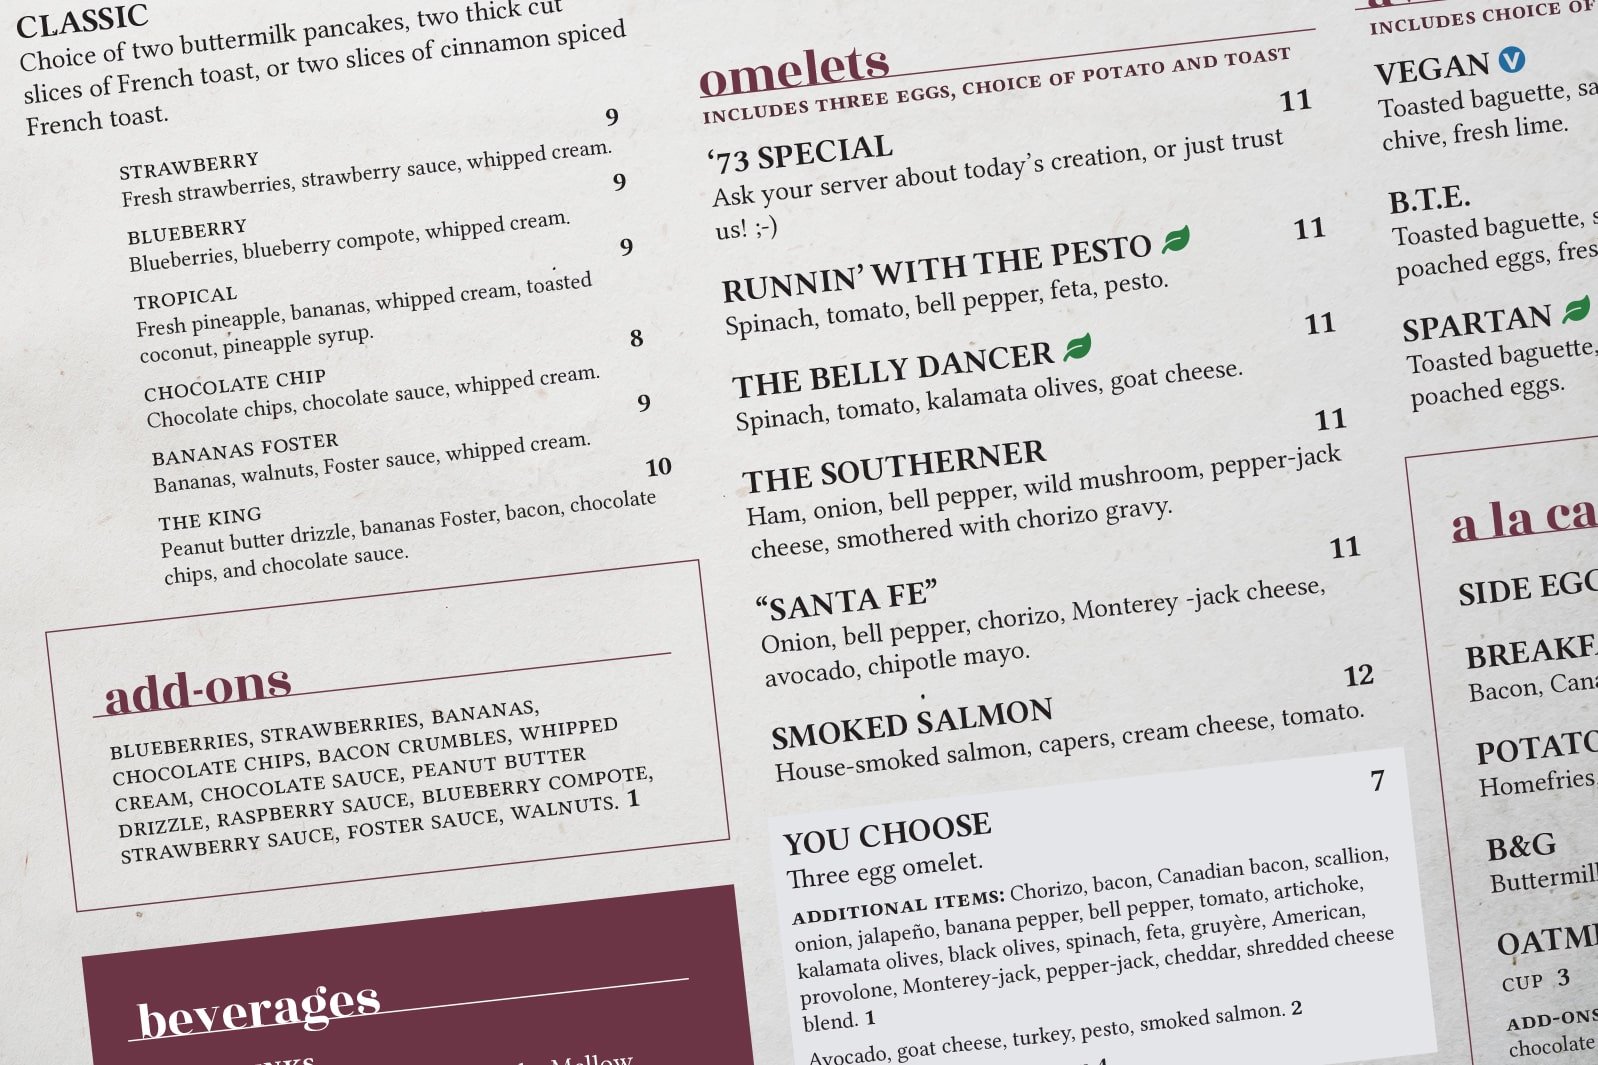 CLASSIC
Choice of two buttermilk pancakes, two thick cut
slices of French toast, or two slices of cinnamon spiced
French toast.
9
STRAWBERRY
Fresh strawberries, strawberry sauce, whipped cream.
9
BLUEBERRY
Blueberries, blueberry compote, whipped cream.
9
TROPICAL
Fresh pineapple, bananas, whipped cream, toasted
coconut, pineapple syrup.
8
CHOCOLATE CHIP
Chocolate chips, chocolate sauce, whipped cream.
9
BANANAS FOSTER
Bananas, walnuts, Foster sauce, whipped cream.
10
THE KING
Peanut butter drizzle, bananas Foster, bacon, chocolate
chips, and chocolate sauce.
add-ons
BLUEBERRIES, STRAWBERRIES, BANANAS,
CHOCOLATE CHIPS, BACON CRUMBLES, WHIPPED
CREAM, CHOCOLATE SAUCE, PEANUT BUTTER
DRIZZLE, RASPBERRY SAUCE, BLUEBERRY COMPOTE,
STRAWBERRY SAUCE, FOSTER SAUCE, WALNUTS. 1
beverages
Mellow
omelets
INCLUDES THREE EGGS, CHOICE OF POTATO AND TOAST
11
‘73 SPECIAL
Ask your server about today’s creation, or just trust
us! ;-)
RUNNIN’ WITH THE PESTO 11
Spinach, tomato, bell pepper, feta, pesto.
THE BELLY DANCER 11
Spinach, tomato, kalamata olives, goat cheese.
11
THE SOUTHERNER
Ham, onion, bell pepper, wild mushroom, pepper-jack
cheese, smothered with chorizo gravy.
11
“SANTA FE”
Onion, bell pepper, chorizo, Monterey -jack cheese,
avocado, chipotle mayo.
12
SMOKED SALMON
House-smoked salmon, capers, cream cheese, tomato.
7
YOU CHOOSE
Three egg omelet.
ADDITIONAL ITEMS: Chorizo, bacon, Canadian bacon, scallion,
onion, jalapeño, banana pepper, bell pepper, tomato, artichoke,
kalamata olives, black olives, spinach, feta, gruyère, American,
provolone, Monterey-jack, pepper-jack, cheddar, shredded cheese
blend. 1
Avocado, goat cheese, turkey, pesto, smoked salmon. 2
INCLUDES CHOICE OF
VEGAN V
Toasted baguette, sa
chive, fresh lime.
B.T.E.
Toasted baguette, s
poached eggs, fres
SPARTAN
Toasted baguette,
poached eggs.
a la ca
SIDE EGG
BREAKFA
Bacon, Cana
POTATO
Homefries,
B&G
Buttermil
OATM
CUP 3
ADD-ONS
chocolate